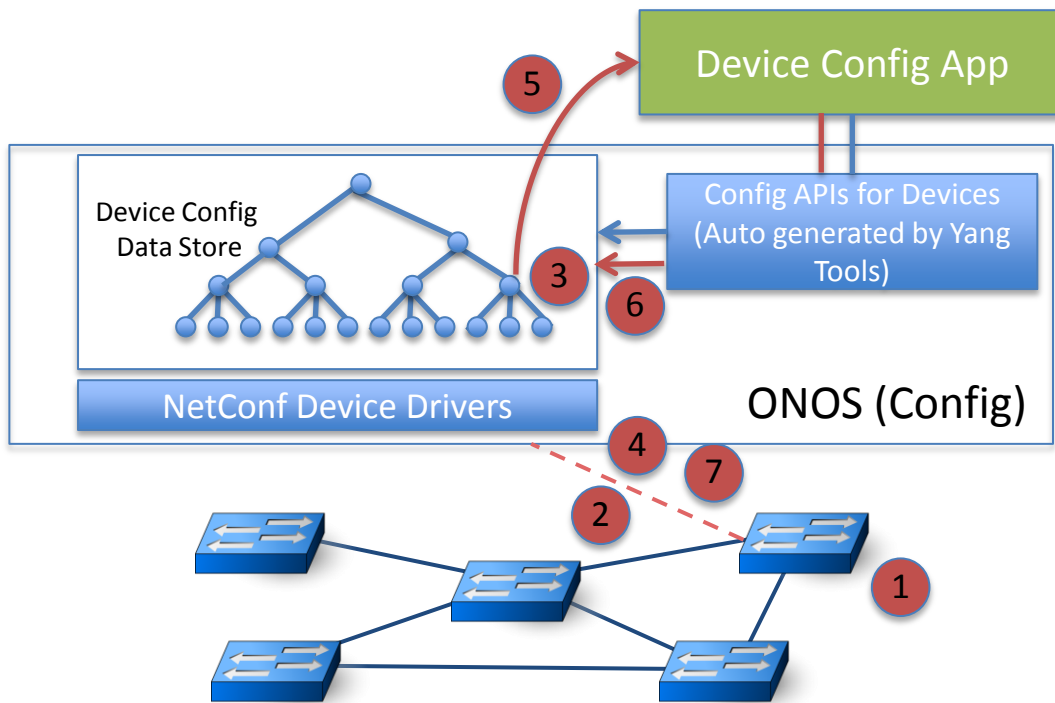 Device Config App
5
Device Config
Data Store
Config APIs for Devices
(Auto generated by Yang
Tools)
3
6
NetConf Device Drivers
ONOS (Config)
4
7
2
1